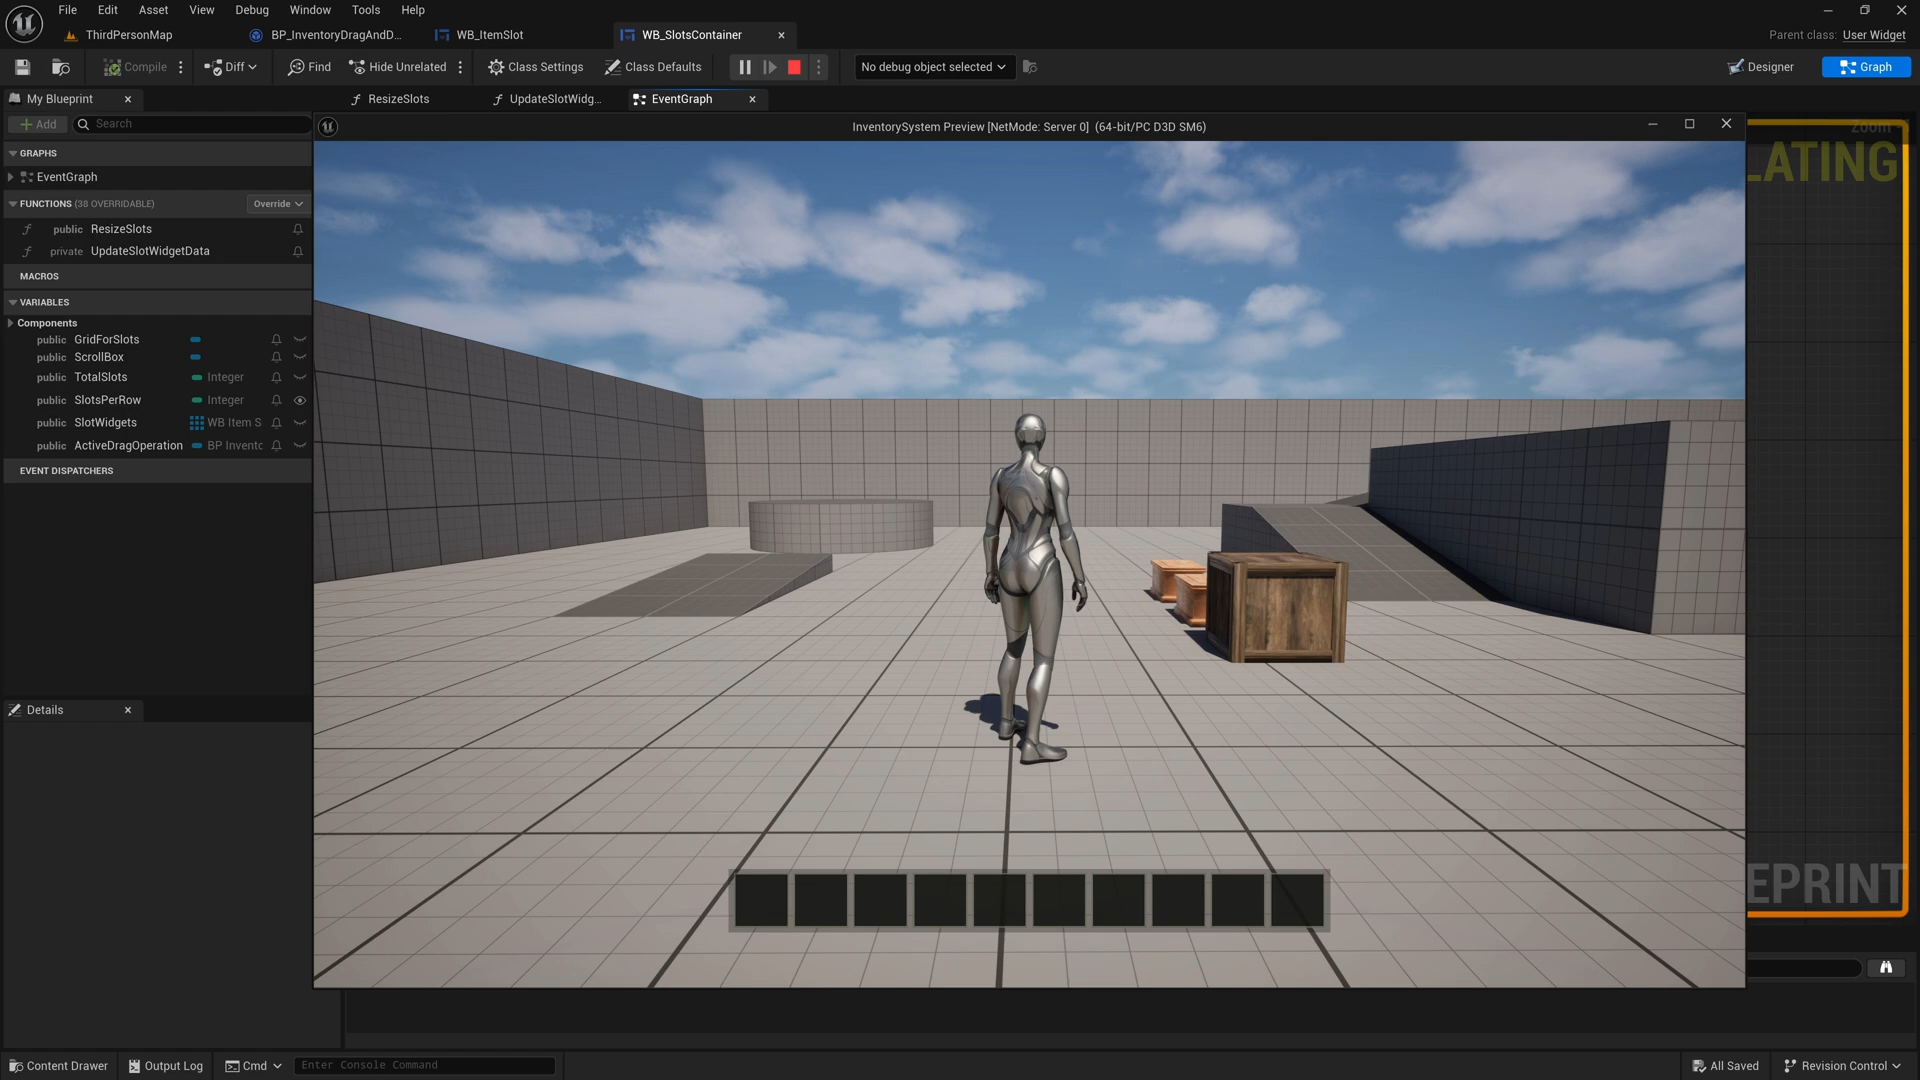 File Edit Asset View Debug Window Tools Help
ThirdPersonMap BP_InventoryDragAndD... WB_ItemSlot WB_SlotsContainer
Parent class: User Widget
Compile Diff Find Hide Unrelated Class Settings Class Defaults No debug object selected Designer Graph
My Blueprint ResizeSlots UpdateSlotWidg... EventGraph
Add Search
InventorySystem Preview [NetMode: Server 0] (64-bit/PC D3D SM6)
Zoom
LATING
GRAPHS
EventGraph
FUNCTIONS (38 OVERRIDABLE) Override
public ResizeSlots
private UpdateSlotWidgetData
MACROS
VARIABLES
Components
public GridForSlots
public ScrollBox
public TotalSlots Integer
public SlotsPerRow Integer
public SlotWidgets WB Item S
public ActiveDragOperation BP Invento
EVENT DISPATCHERS
Details
EPRINT
Content Drawer Output Log Cmd Enter Console Command All Saved Revision Control